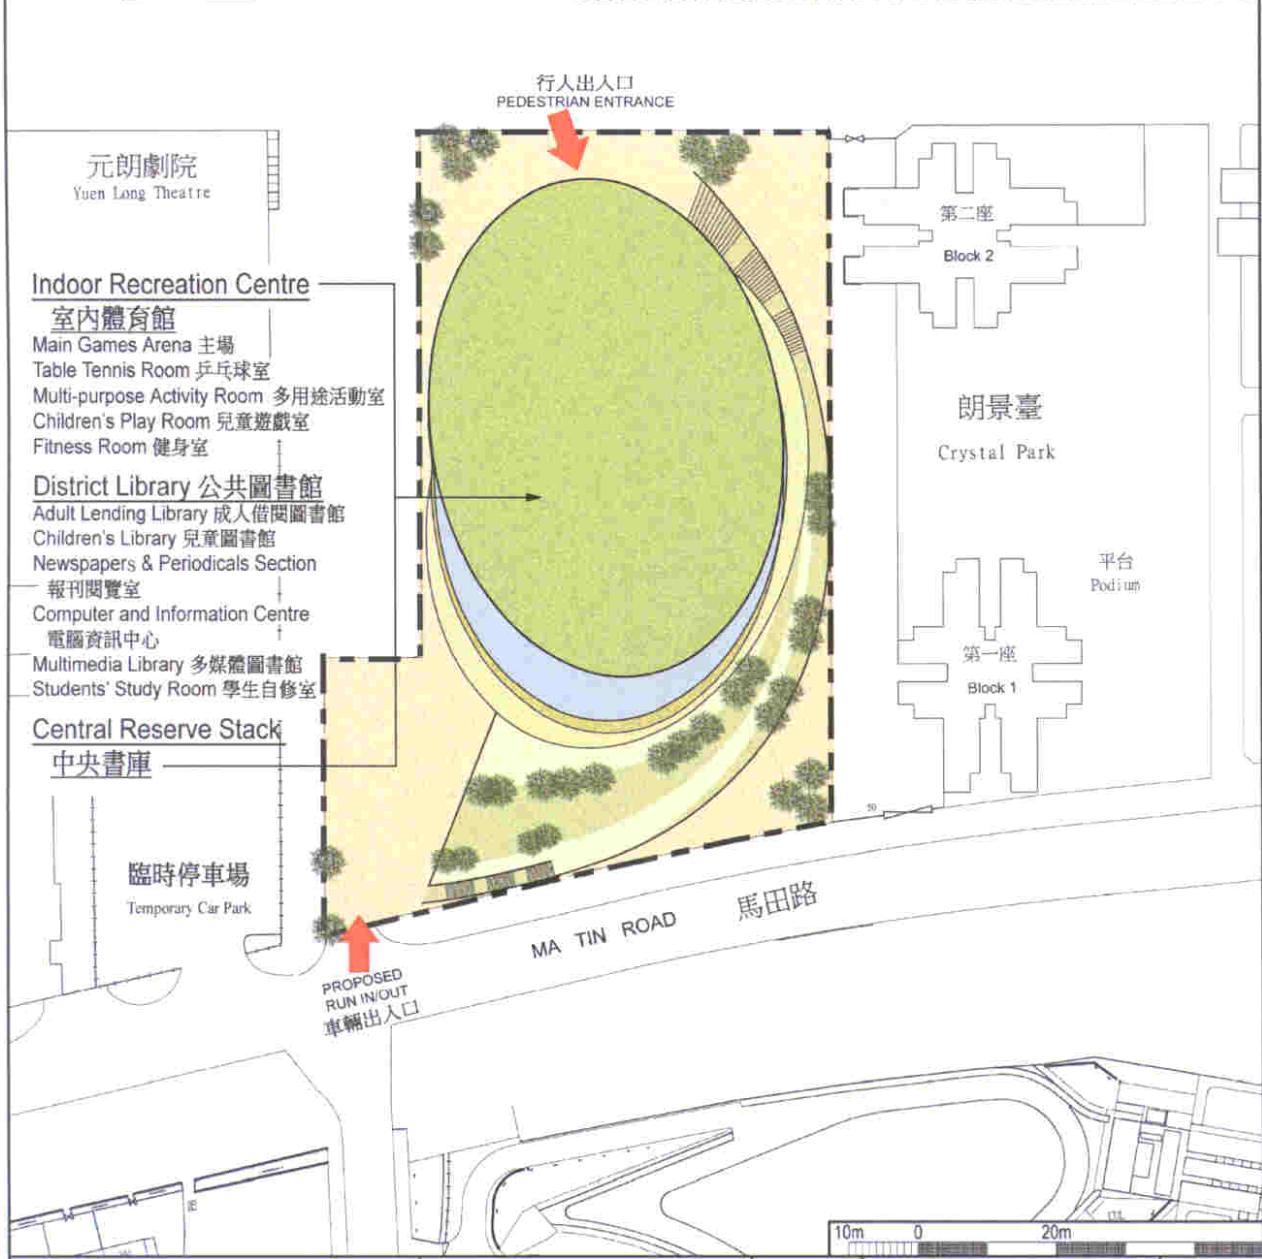 行人出入口
PEDESTRIAN ENTRANCE
元朗劇院
Yuen Long Theatre
Indoor Recreation Centre
室內體育館
Main Games Arena 主場
Table Tennis Room 乒乓球室
Multi-purpose Activity Room 多用途活動室
Children's Play Room 兒童遊戲室
Fitness Room 健身室
District Library 公共圖書館
Adult Lending Library 成人借閱圖書館
Children's Library 兒童圖書館
Newspapers & Periodicals Section
報刊閱覽室
Computer and Information Centre
電腦資訊中心
Multimedia Library 多媒體圖書館
Students' Study Room 學生自修室
Central Reserve Stack
中央書庫
臨時停車場
Temporary Car Park
第二座
Block 2
朗景臺
Crystal Park
平台
Podium
第一座
Block 1
MA TIN ROAD 馬田路
PROPOSED
RUN IN/OUT
車輛出入口
10m 0 20m